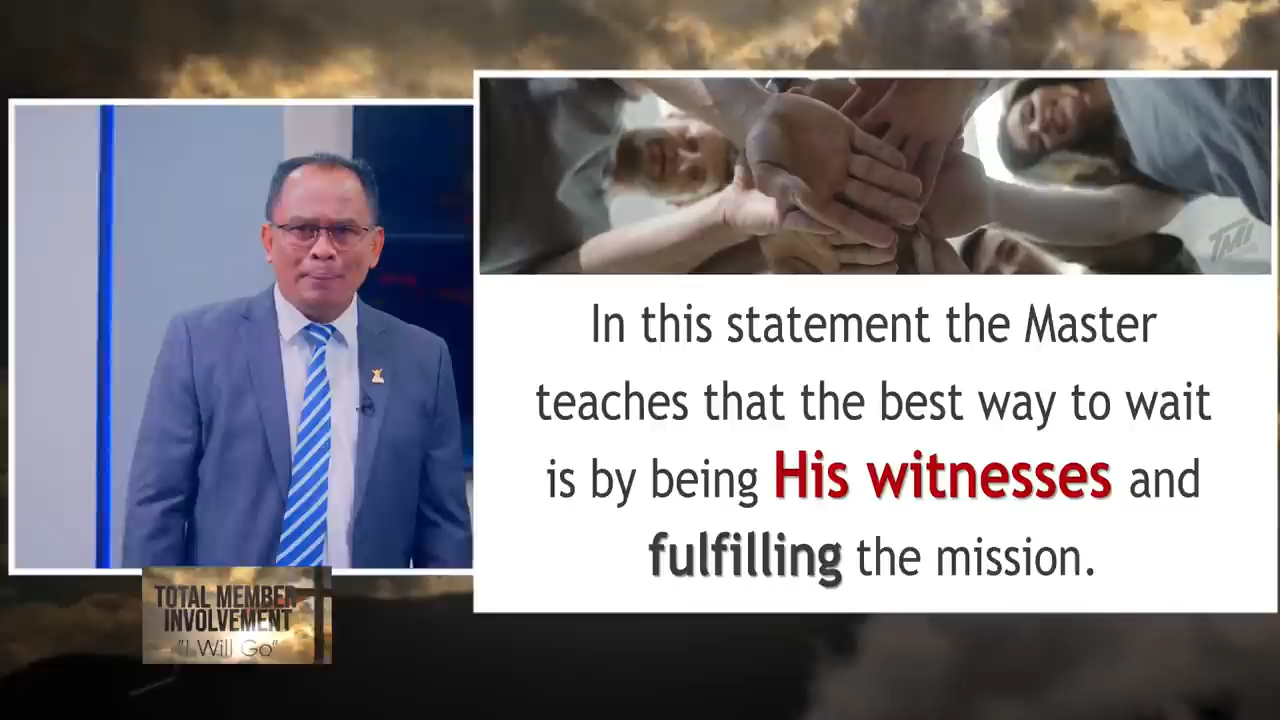 TMI
In this statement the Master
teaches that the best way to wait
is by being His witnesses and
fulfilling the mission.
TOTAL MEMBER
INVOLVEMENT
"I Will Go"